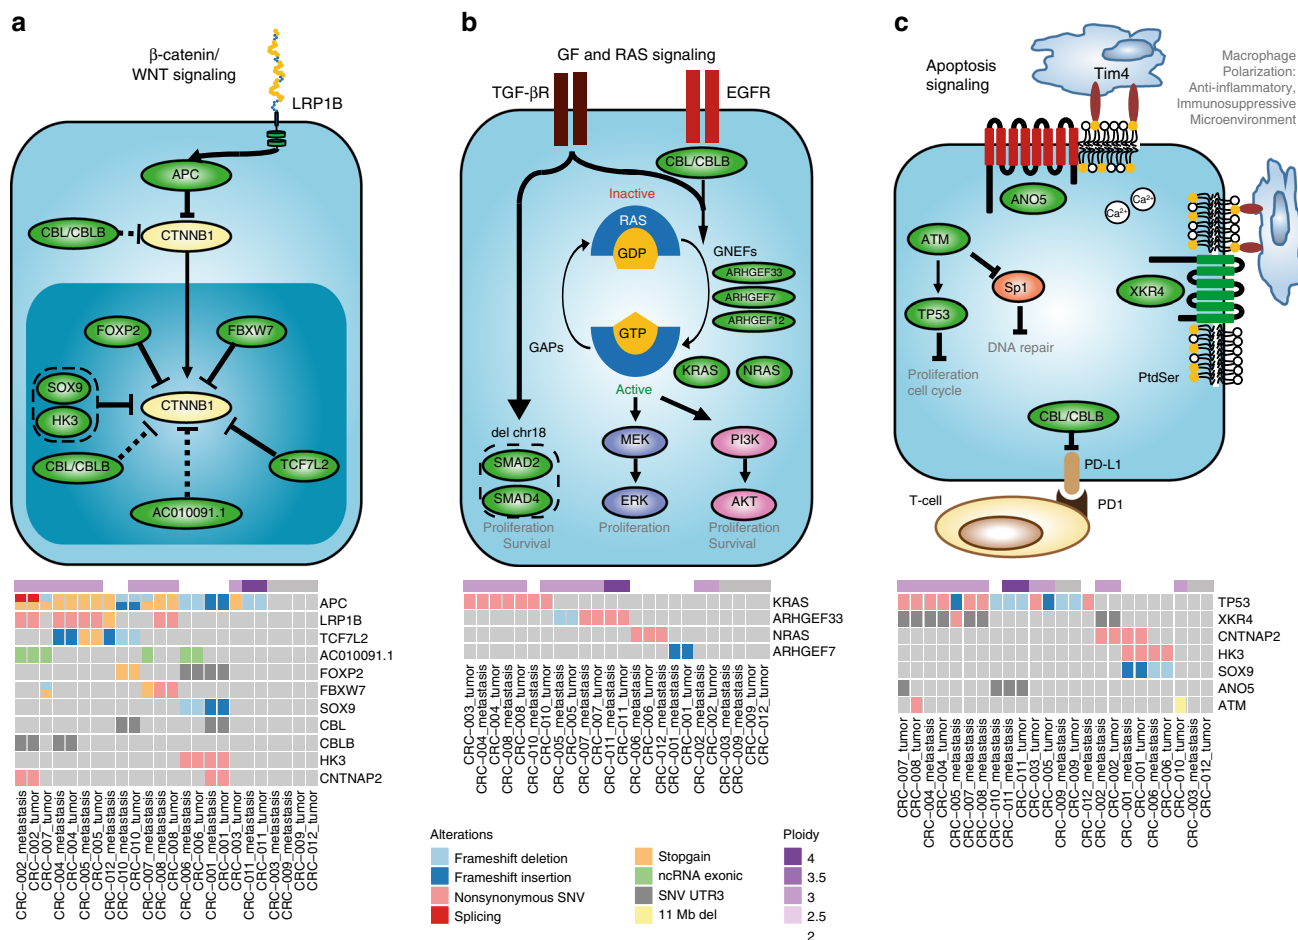 a
β-catenin/
WNT signaling
LRP1B
APC
CBL/CBLB
CTNNB1
FOXP2
FBXW7
SOX9
HK3
CTNNB1
CBL/CBLB
TCF7L2
AC010091.1
APC
LRP1B
TCF7L2
AC010091.1
FOXP2
FBXW7
SOX9
CBL
CBLB
HK3
CNTNAP2
CRC-002_metastasis
CRC-002_tumor
CRC-007_tumor
CRC-004_metastasis
CRC-004_tumor
CRC-005_metastasis
CRC-005_tumor
CRC-012_metastasis
CRC-010_metastasis
CRC-010_tumor
CRC-007_metastasis
CRC-008_metastasis
CRC-008_tumor
CRC-006_metastasis
CRC-006_tumor
CRC-001_metastasis
CRC-001_tumor
CRC-003_tumor
CRC-011_metastasis
CRC-011_tumor
CRC-003_metastasis
CRC-009_metastasis
CRC-009_tumor
CRC-012_tumor
b
GF and RAS signaling
TGF-βR
EGFR
CBL/CBLB
Inactive
RAS
GDP
GNEFs
ARHGEF33
ARHGEF7
ARHGEF12
GTP
GAPs
KRAS
NRAS
Active
del chr18
SMAD2
SMAD4
MEK
PI3K
ERK
AKT
Proliferation
Survival
Proliferation
Proliferation
Survival
KRAS
ARHGEF33
NRAS
ARHGEF7
CRC-003_tumor
CRC-004_metastasis
CRC-004_tumor
CRC-008_metastasis
CRC-008_tumor
CRC-010_metastasis
CRC-010_tumor
CRC-005_metastasis
CRC-005_tumor
CRC-007_metastasis
CRC-007_tumor
CRC-011_metastasis
CRC-011_tumor
CRC-006_metastasis
CRC-006_tumor
CRC-012_metastasis
CRC-001_metastasis
CRC-001_tumor
CRC-002_metastasis
CRC-002_tumor
CRC-003_metastasis
CRC-009_metastasis
CRC-009_tumor
CRC-012_tumor
Alterations
Frameshift deletion
Frameshift insertion
Nonsynonymous SNV
Splicing
Stopgain
ncRNA exonic
SNV UTR3
11 Mb del
Ploidy
4
3.5
3
2.5
2
c
Apoptosis
signaling
Tim4
Macrophage
Polarization:
Anti-inflammatory,
Immunosuppressive
Microenvironment
ANO5
Ca²⁺
Ca²⁺
ATM
Sp1
XKR4
TP53
DNA repair
Proliferation
cell cycle
PtdSer
CBL/CBLB
PD-L1
PD1
T-cell
TP53
XKR4
CNTNAP2
HK3
SOX9
ANO5
ATM
CRC-007_tumor
CRC-008_tumor
CRC-004_metastasis
CRC-004_tumor
CRC-005_metastasis
CRC-007_metastasis
CRC-008_metastasis
CRC-010_metastasis
CRC-011_metastasis
CRC-011_tumor
CRC-003_tumor
CRC-005_tumor
CRC-009_metastasis
CRC-009_tumor
CRC-012_metastasis
CRC-002_metastasis
CRC-002_tumor
CRC-001_metastasis
CRC-001_tumor
CRC-006_metastasis
CRC-006_tumor
CRC-010_tumor
CRC-003_metastasis
CRC-012_tumor